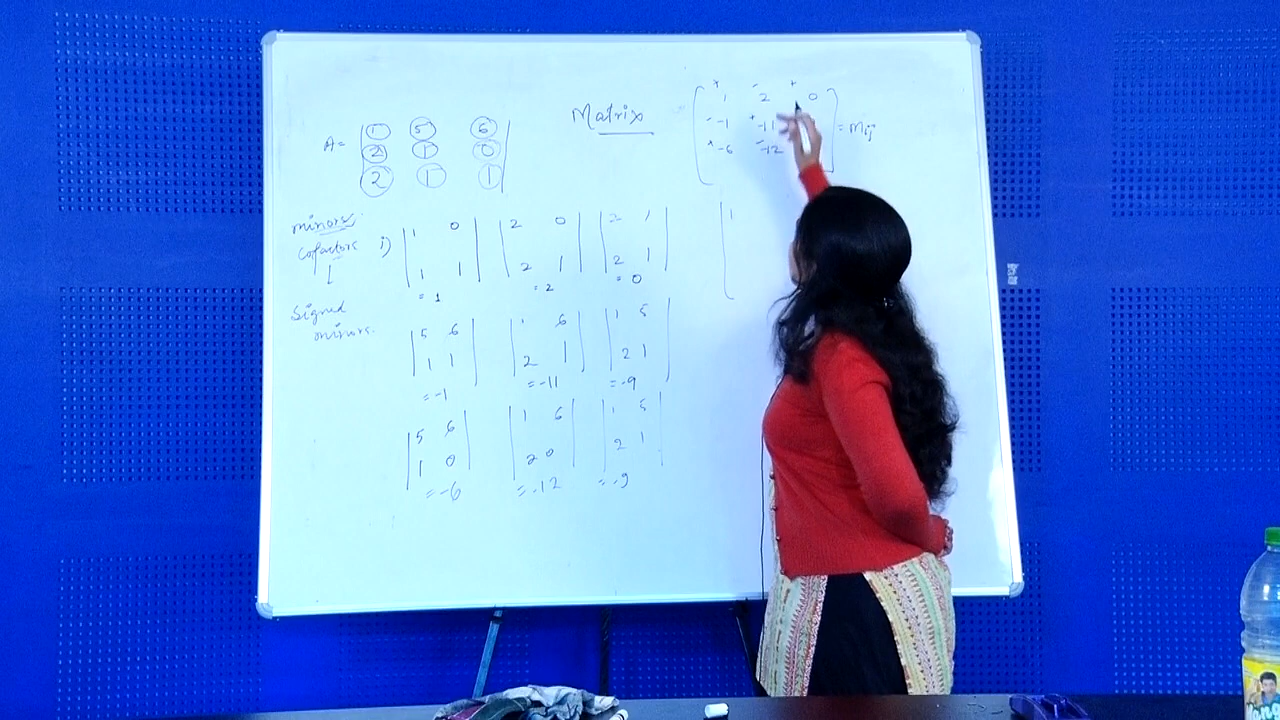 Matrix
A= | 1 5 6 |
| 2 1 0 |
| 2 1 1 |
+ - +
1 2 0
- -1 + -11
+ -6 - -12
= Mij
minors
cofactors
↓
Signed
minors.
i) | 1 0 | | 2 0 | | 2 1 |
| 1 1 | | 2 1 | | 2 1 |
= 1 = 2 = 0
| 5 6 | | 1 6 | | 1 5 |
| 1 1 | | 2 1 | | 2 1 |
= -1 = -11 = -9
| 5 6 | | 1 6 | | 1 5 |
| 1 0 | | 2 0 | | 2 1 |
= -6 = -12 = -9
| 1